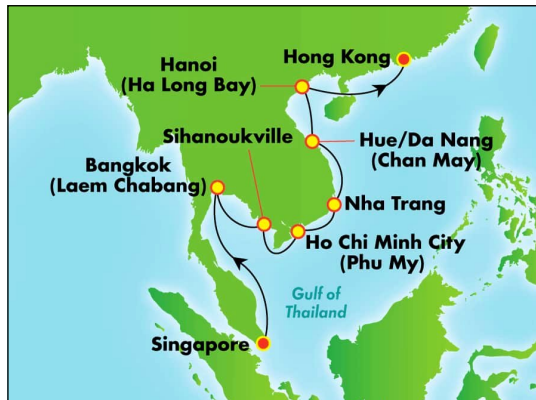 Hong Kong
Hanoi
(Ha Long Bay)
Sihanoukville
Hue/Da Nang
(Chan May)
Bangkok
(Laem Chabang)
Nha Trang
Ho Chi Minh City
(Phu My)
Gulf of
Thailand
Singapore